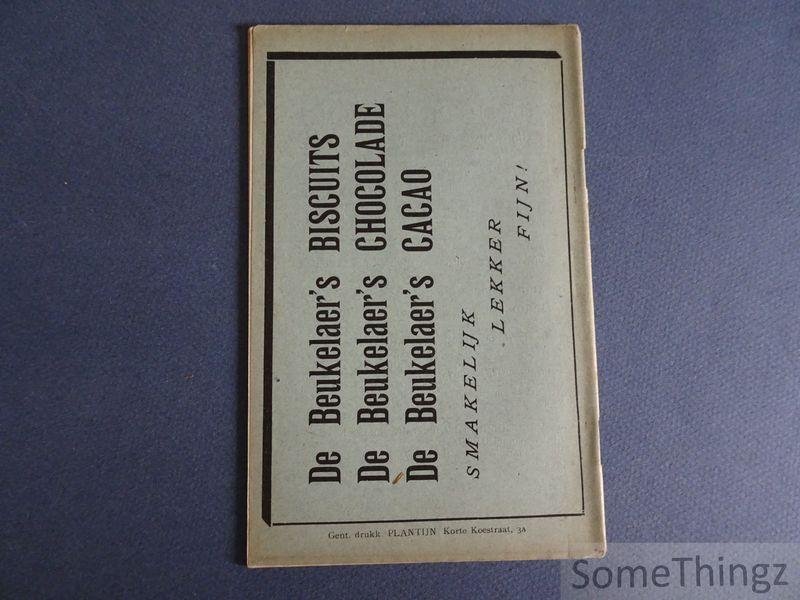 De Beukelaer's BISCUITS
De Beukelaer's CHOCOLADE
De Beukelaer's CACAO
SMAKELIJK
LEKKER
FIJN!
Gent. drukk PLANTIJN Korte Koestraat, 3A
SomeThingz